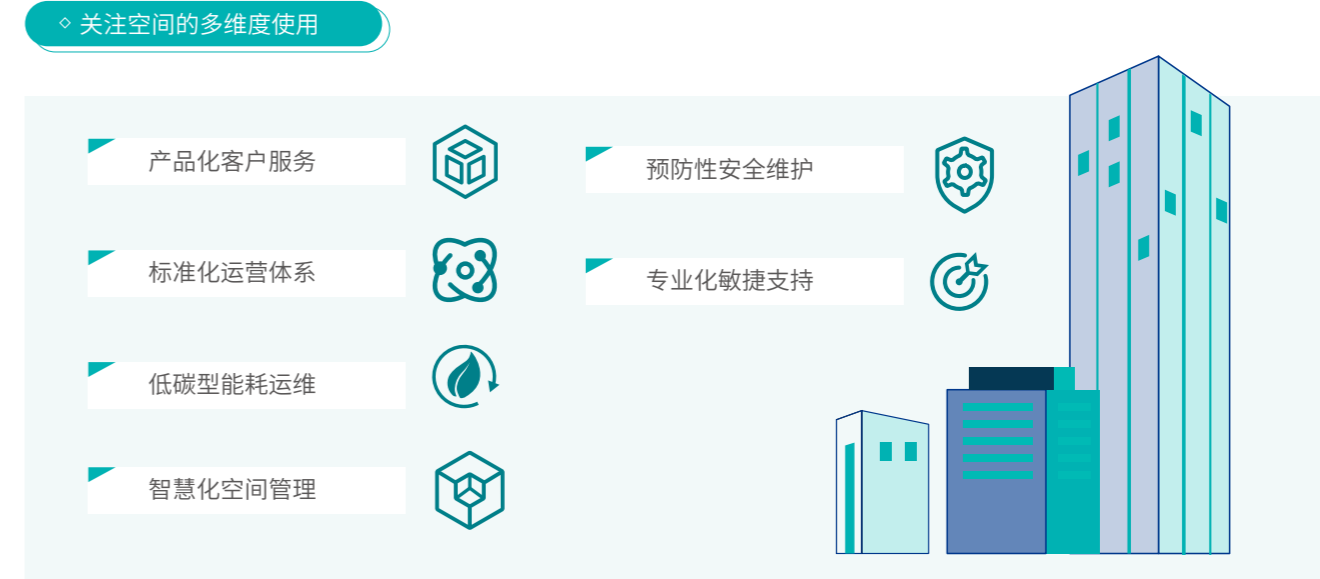 关注空间的多维度使用
产品化客户服务
标准化运营体系
低碳型能耗运维
智慧化空间管理
预防性安全维护
专业化敏捷支持